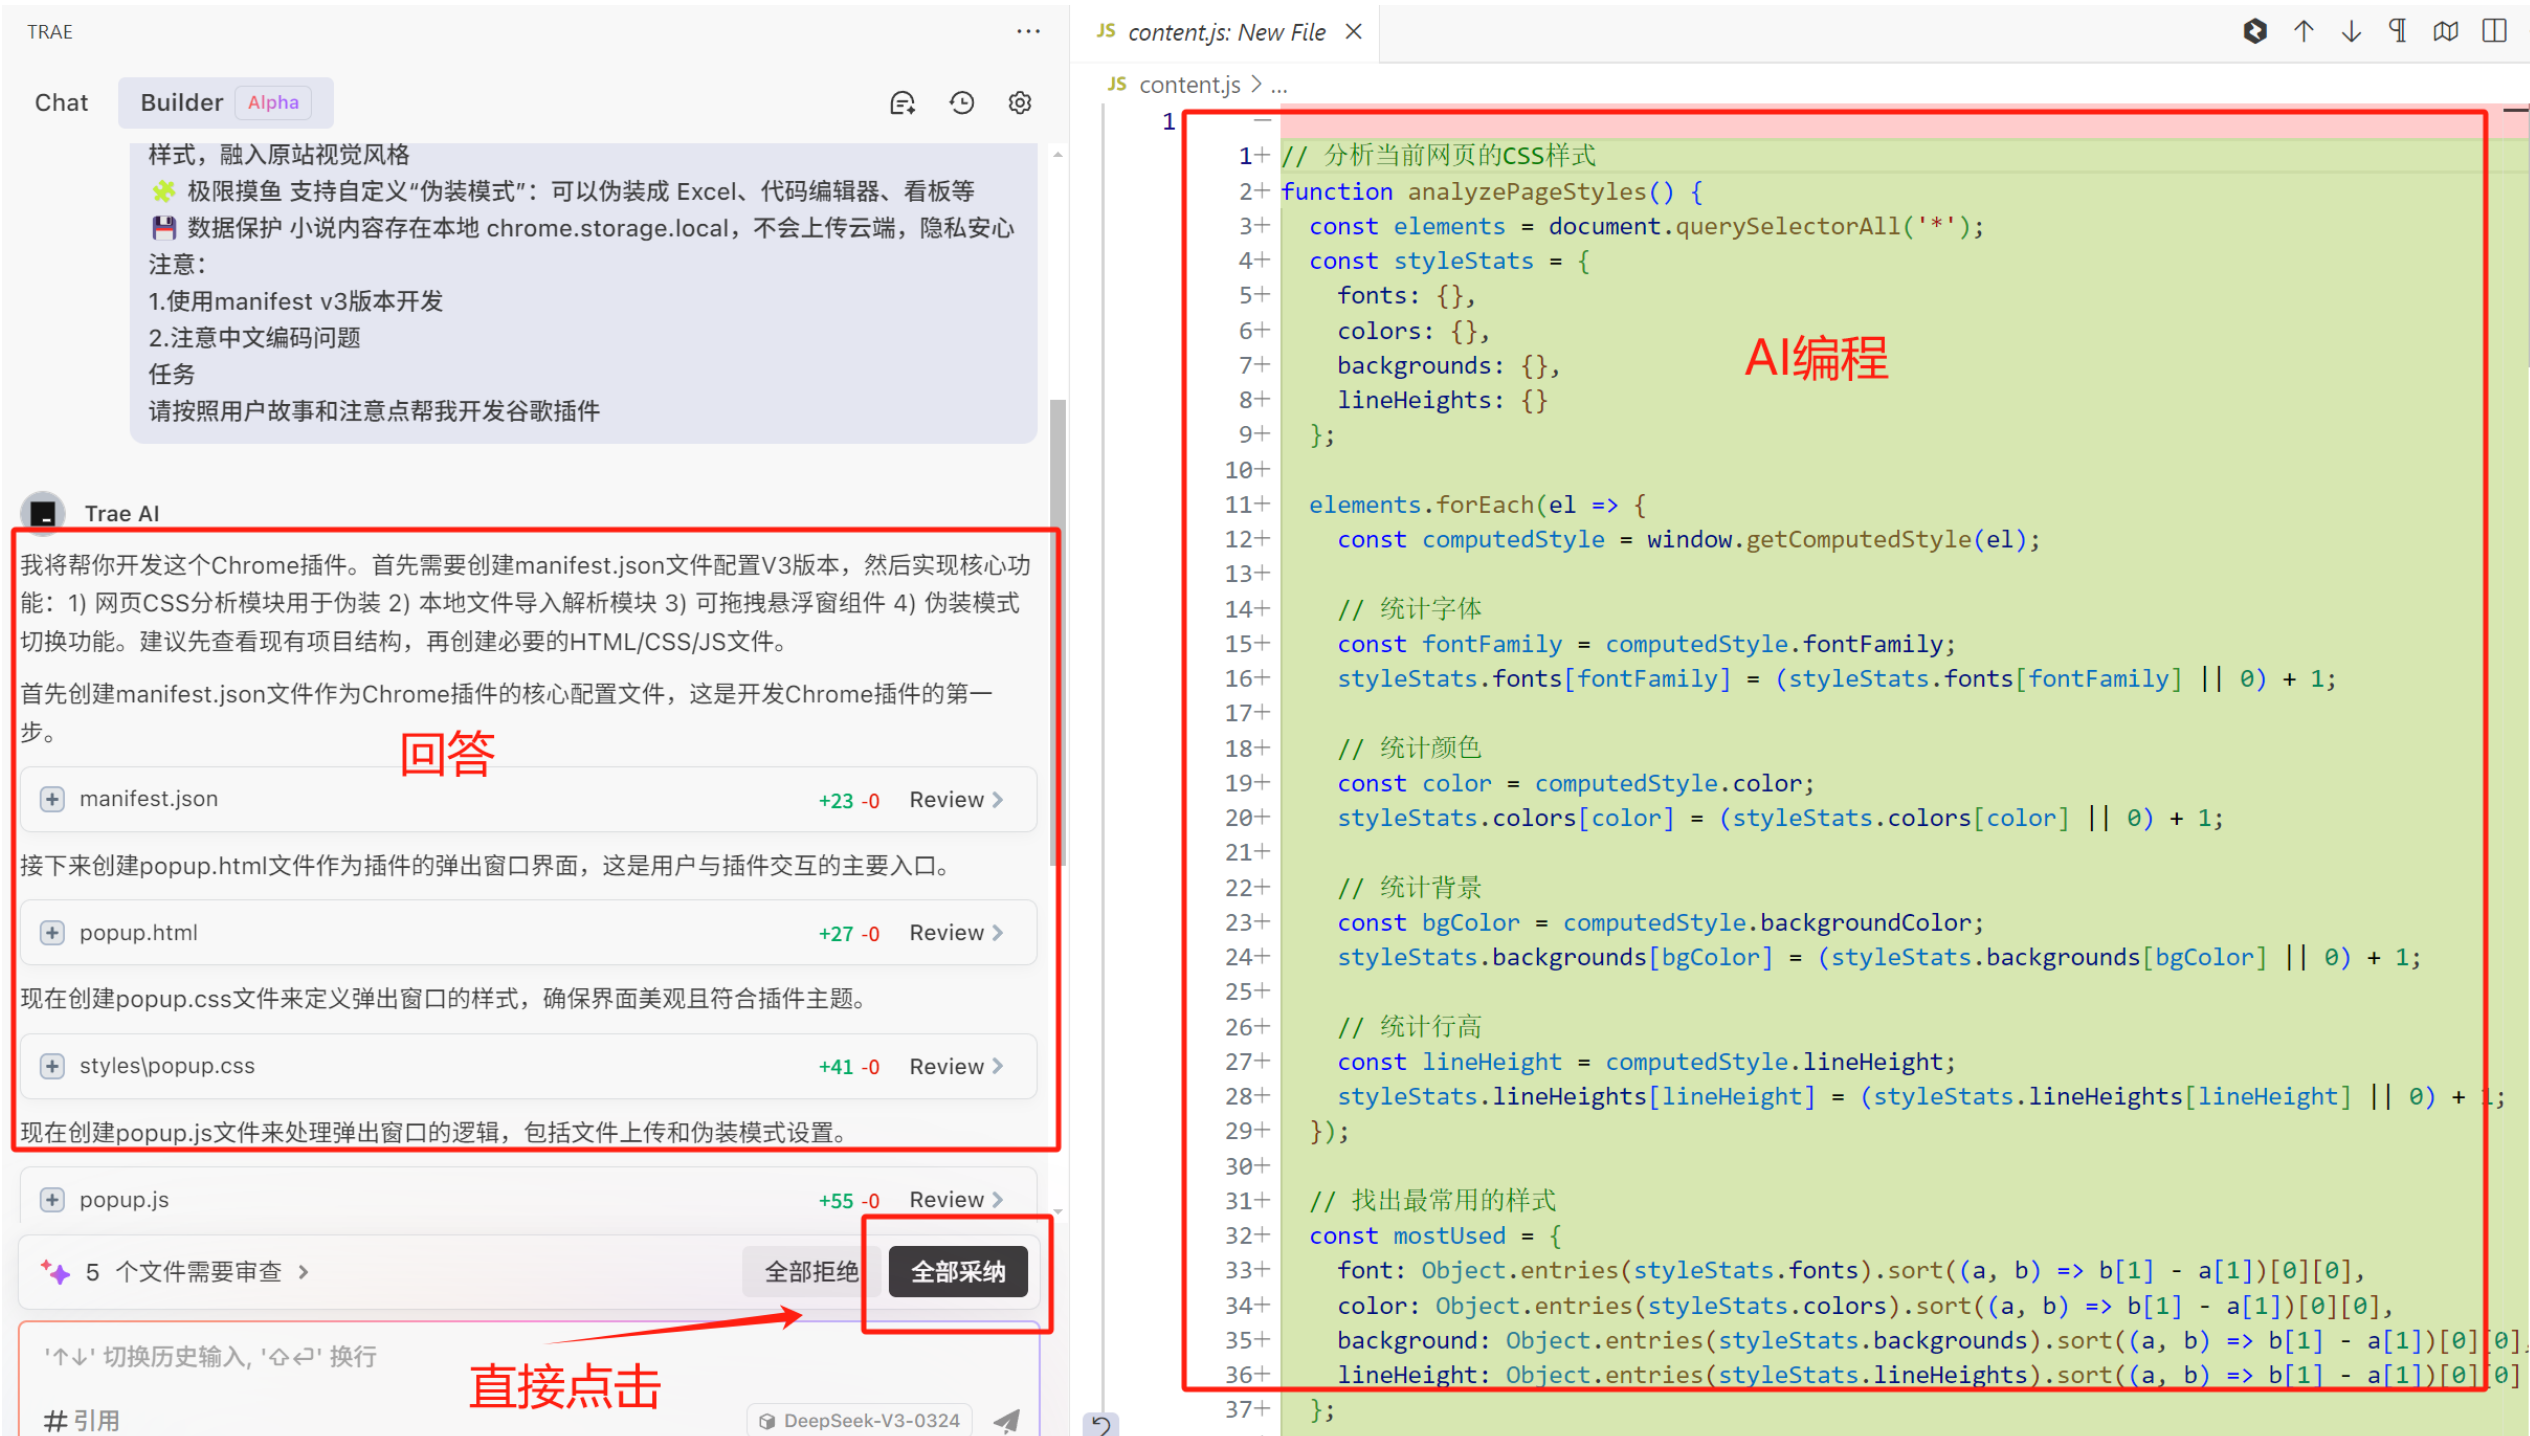 TRAE
Chat
Builder Alpha
样式，融入原站视觉风格
🧩 极限摸鱼 支持自定义“伪装模式”：可以伪装成 Excel、代码编辑器、看板等
💾 数据保护 小说内容存在本地 chrome.storage.local，不会上传云端，隐私安心
注意：
1.使用manifest v3版本开发
2.注意中文编码问题
任务
请按照用户故事和注意点帮我开发谷歌插件
Trae AI
我将帮你开发这个Chrome插件。首先需要创建manifest.json文件配置V3版本，然后实现核心功
能：1) 网页CSS分析模块用于伪装 2) 本地文件导入解析模块 3) 可拖拽悬浮窗组件 4) 伪装模式
切换功能。建议先查看现有项目结构，再创建必要的HTML/CSS/JS文件。
首先创建manifest.json文件作为Chrome插件的核心配置文件，这是开发Chrome插件的第一
步。
回答
manifest.json +23 -0 Review
接下来创建popup.html文件作为插件的弹出窗口界面，这是用户与插件交互的主要入口。
popup.html +27 -0 Review
现在创建popup.css文件来定义弹出窗口的样式，确保界面美观且符合插件主题。
styles\popup.css +41 -0 Review
现在创建popup.js文件来处理弹出窗口的逻辑，包括文件上传和伪装模式设置。
popup.js +55 -0 Review
5 个文件需要审查 > 全部拒绝 全部采纳
直接点击
'↑↓' 切换历史输入, '⇧⏎' 换行
# 引用
DeepSeek-V3-0324
JS content.js: New File
JS content.js > ...
1 —
AI编程
1+ // 分析当前网页的CSS样式
2+ function analyzePageStyles() {
3+   const elements = document.querySelectorAll('*');
4+   const styleStats = {
5+     fonts: {},
6+     colors: {},
7+     backgrounds: {},
8+     lineHeights: {}
9+   };
10+
11+   elements.forEach(el => {
12+     const computedStyle = window.getComputedStyle(el);
13+
14+     // 统计字体
15+     const fontFamily = computedStyle.fontFamily;
16+     styleStats.fonts[fontFamily] = (styleStats.fonts[fontFamily] || 0) + 1;
17+
18+     // 统计颜色
19+     const color = computedStyle.color;
20+     styleStats.colors[color] = (styleStats.colors[color] || 0) + 1;
21+
22+     // 统计背景
23+     const bgColor = computedStyle.backgroundColor;
24+     styleStats.backgrounds[bgColor] = (styleStats.backgrounds[bgColor] || 0) + 1;
25+
26+     // 统计行高
27+     const lineHeight = computedStyle.lineHeight;
28+     styleStats.lineHeights[lineHeight] = (styleStats.lineHeights[lineHeight] || 0) + 1;
29+   });
30+
31+   // 找出最常用的样式
32+   const mostUsed = {
33+     font: Object.entries(styleStats.fonts).sort((a, b) => b[1] - a[1])[0][0],
34+     color: Object.entries(styleStats.colors).sort((a, b) => b[1] - a[1])[0][0],
35+     background: Object.entries(styleStats.backgrounds).sort((a, b) => b[1] - a[1])[0][0],
36+     lineHeight: Object.entries(styleStats.lineHeights).sort((a, b) => b[1] - a[1])[0][0]
37+   };